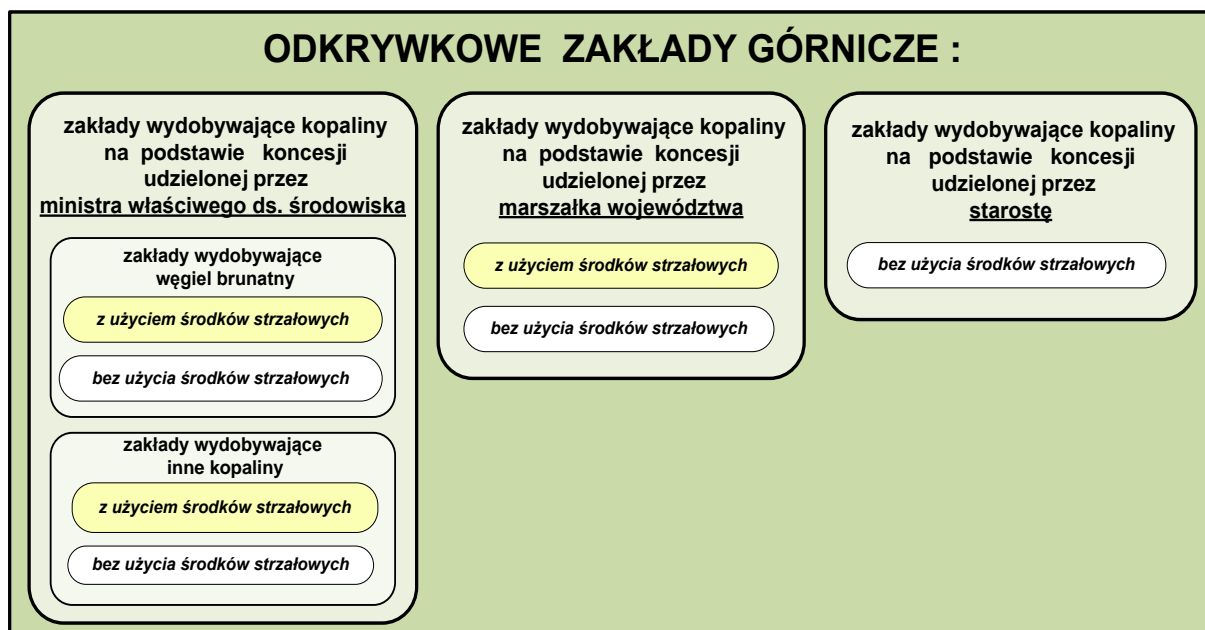 ODKRYWKOWE ZAKŁADY GÓRNICZE :
zakłady wydobywające kopaliny
na podstawie koncesji
udzielonej przez
ministra właściwego ds. środowiska
zakłady wydobywające
węgiel brunatny
z użyciem środków strzałowych
bez użycia środków strzałowych
zakłady wydobywające
inne kopaliny
z użyciem środków strzałowych
bez użycia środków strzałowych
zakłady wydobywające kopaliny
na podstawie koncesji
udzielonej przez
marszałka województwa
z użyciem środków strzałowych
bez użycia środków strzałowych
zakłady wydobywające kopaliny
na podstawie koncesji
udzielonej przez
starostę
bez użycia środków strzałowych